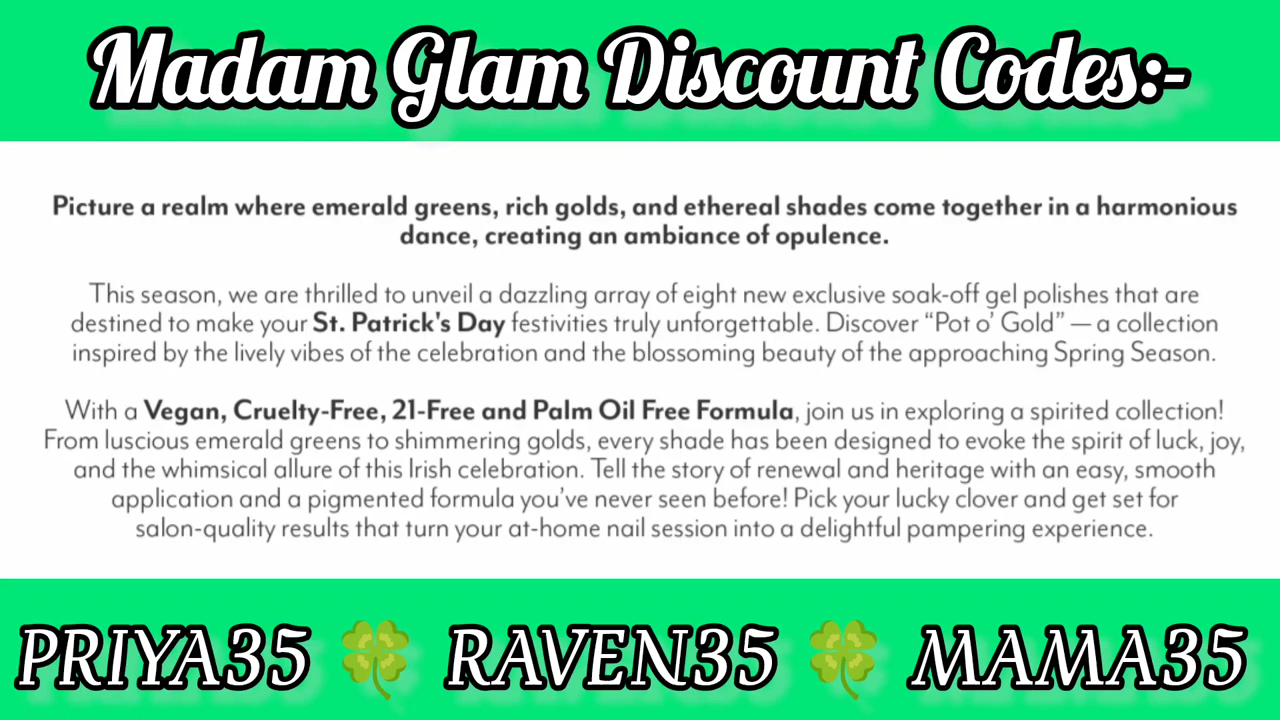 Madam Glam Discount Codes:-
Picture a realm where emerald greens, rich golds, and ethereal shades come together in a harmonious
dance, creating an ambiance of opulence.
This season, we are thrilled to unveil a dazzling array of eight new exclusive soak-off gel polishes that are
destined to make your St. Patrick's Day festivities truly unforgettable. Discover “Pot o’ Gold” — a collection
inspired by the lively vibes of the celebration and the blossoming beauty of the approaching Spring Season.
With a Vegan, Cruelty-Free, 21-Free and Palm Oil Free Formula, join us in exploring a spirited collection!
From luscious emerald greens to shimmering golds, every shade has been designed to evoke the spirit of luck, joy,
and the whimsical allure of this Irish celebration. Tell the story of renewal and heritage with an easy, smooth
application and a pigmented formula you’ve never seen before! Pick your lucky clover and get set for
salon-quality results that turn your at-home nail session into a delightful pampering experience.
PRIYA35 🍀 RAVEN35 🍀 MAMA35